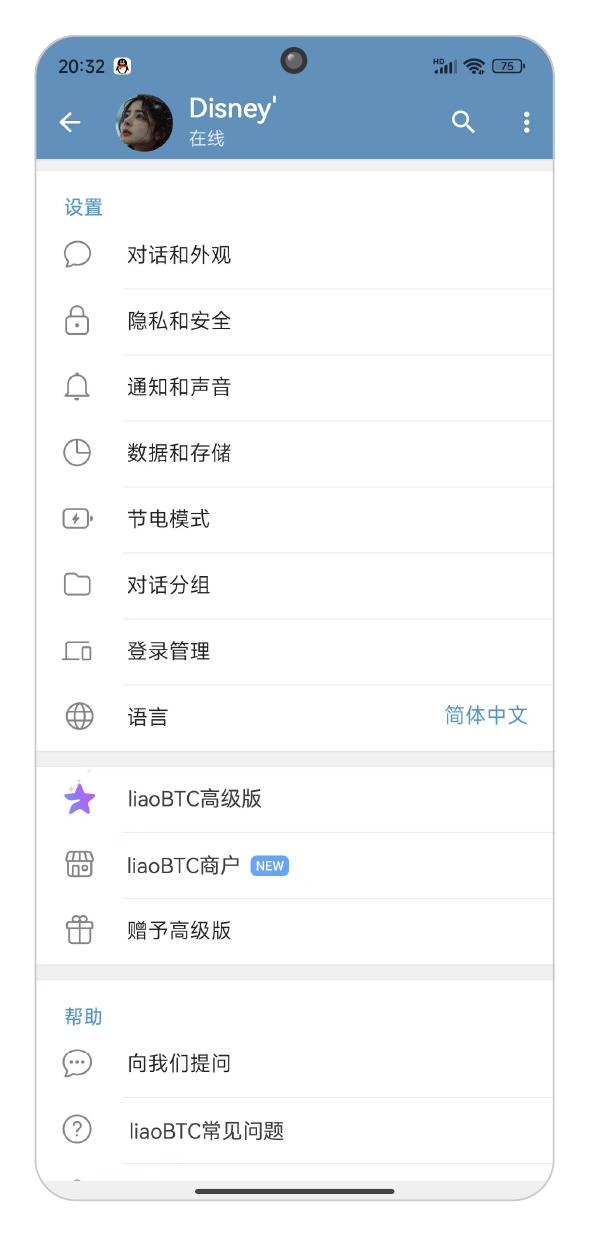 20:32
HD
75
Disney'
在线
设置
对话和外观
隐私和安全
通知和声音
数据和存储
节电模式
对话分组
登录管理
语言 简体中文
liaoBTC高级版
liaoBTC商户 NEW
赠予高级版
帮助
向我们提问
liaoBTC常见问题